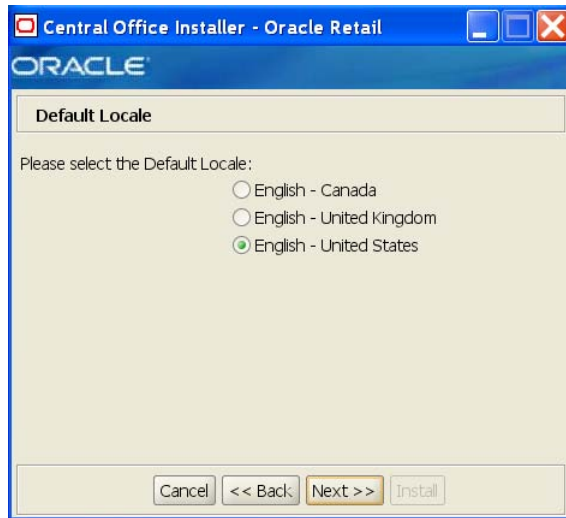 Central Office Installer - Oracle Retail
ORACLE
Default Locale
Please select the Default Locale:
English - Canada
English - United Kingdom
English - United States
Cancel << Back Next >> Install